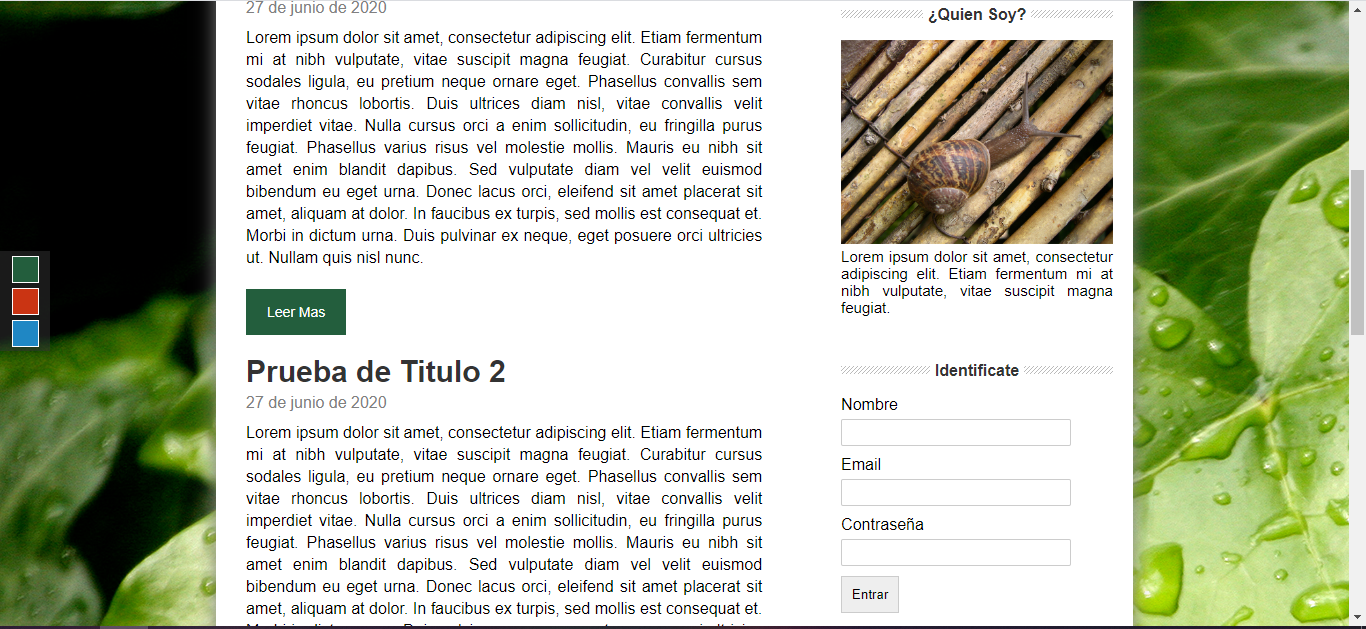 27 de junio de 2020
Lorem ipsum dolor sit amet, consectetur adipiscing elit. Etiam fermentum
mi at nibh vulputate, vitae suscipit magna feugiat. Curabitur cursus
sodales ligula, eu pretium neque ornare eget. Phasellus convallis sem
vitae rhoncus lobortis. Duis ultrices diam nisl, vitae convallis velit
imperdiet vitae. Nulla cursus orci a enim sollicitudin, eu fringilla purus
feugiat. Phasellus varius risus vel molestie mollis. Mauris eu nibh sit
amet enim blandit dapibus. Sed vulputate diam vel velit euismod
bibendum eu eget urna. Donec lacus orci, eleifend sit amet placerat sit
amet, aliquam at dolor. In faucibus ex turpis, sed mollis est consequat et.
Morbi in dictum urna. Duis pulvinar ex neque, eget posuere orci ultricies
ut. Nullam quis nisl nunc.
Leer Mas
Prueba de Titulo 2
27 de junio de 2020
Lorem ipsum dolor sit amet, consectetur adipiscing elit. Etiam fermentum
mi at nibh vulputate, vitae suscipit magna feugiat. Curabitur cursus
sodales ligula, eu pretium neque ornare eget. Phasellus convallis sem
vitae rhoncus lobortis. Duis ultrices diam nisl, vitae convallis velit
imperdiet vitae. Nulla cursus orci a enim sollicitudin, eu fringilla purus
feugiat. Phasellus varius risus vel molestie mollis. Mauris eu nibh sit
amet enim blandit dapibus. Sed vulputate diam vel velit euismod
bibendum eu eget urna. Donec lacus orci, eleifend sit amet placerat sit
amet, aliquam at dolor. In faucibus ex turpis, sed mollis est consequat et.
¿Quien Soy?
Lorem ipsum dolor sit amet, consectetur
adipiscing elit. Etiam fermentum mi at
nibh vulputate, vitae suscipit magna
feugiat.
Identificate
Nombre
Email
Contraseña
Entrar